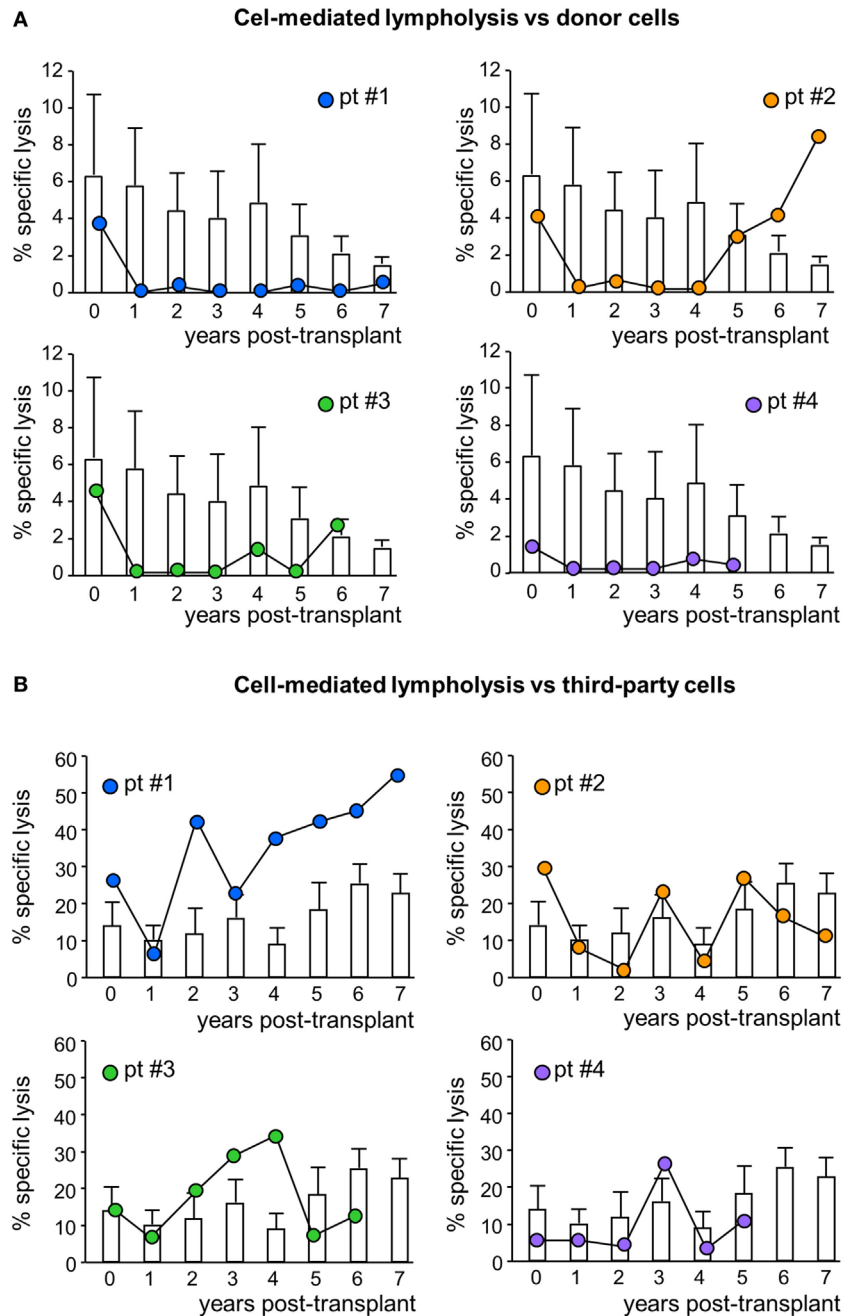 A
Cel-mediated lympholysis vs donor cells
% specific lysis
12
10
8
6
4
2
0
pt #1
0 1 2 3 4 5 6 7
years post-transplant
% specific lysis
12
10
8
6
4
2
0
pt #2
0 1 2 3 4 5 6 7
years post-transplant
% specific lysis
12
10
8
6
4
2
0
pt #3
0 1 2 3 4 5 6 7
years post-transplant
% specific lysis
12
10
8
6
4
2
0
pt #4
0 1 2 3 4 5 6 7
years post-transplant
B
Cell-mediated lympholysis vs third-party cells
% specific lysis
60
50
40
30
20
10
0
pt #1
0 1 2 3 4 5 6 7
years post-transplant
% specific lysis
60
50
40
30
20
10
0
pt #2
0 1 2 3 4 5 6 7
years post-transplant
% specific lysis
60
50
40
30
20
10
0
pt #3
0 1 2 3 4 5 6 7
years post-transplant
% specific lysis
60
50
40
30
20
10
0
pt #4
0 1 2 3 4 5 6 7
years post-transplant